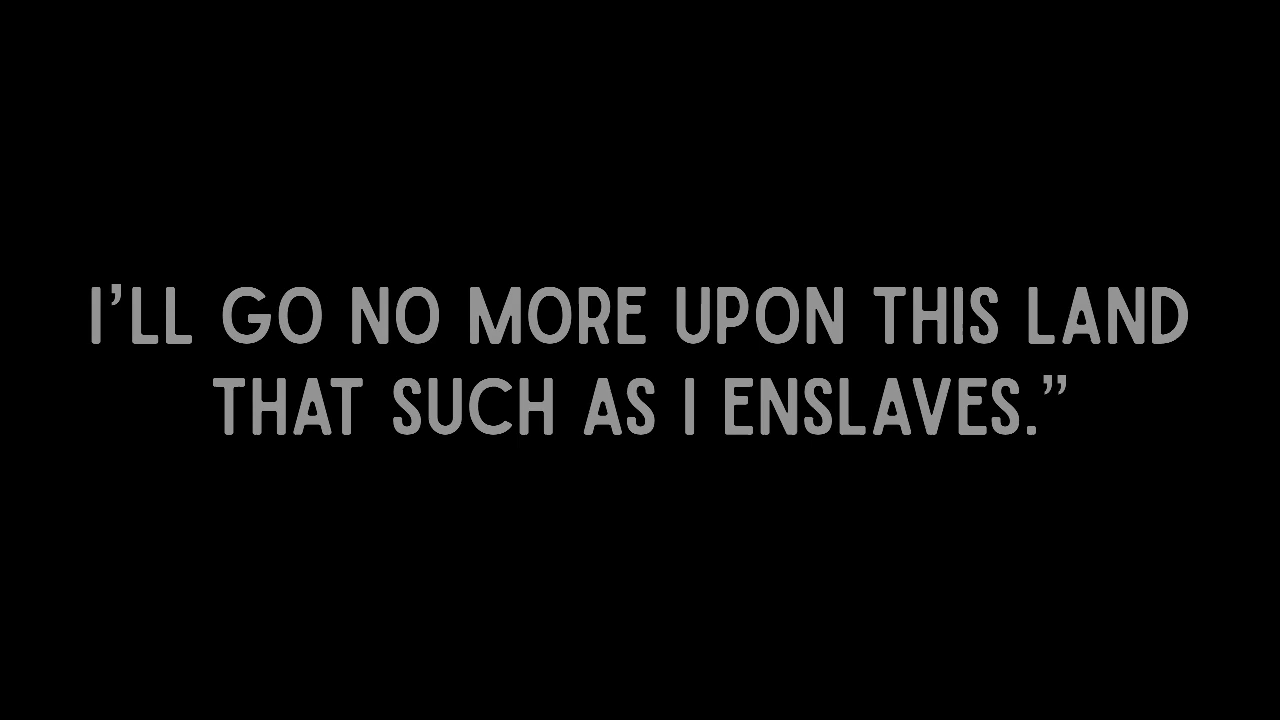 I’LL GO NO MORE UPON THIS LAND
THAT SUCH AS I ENSLAVES.”